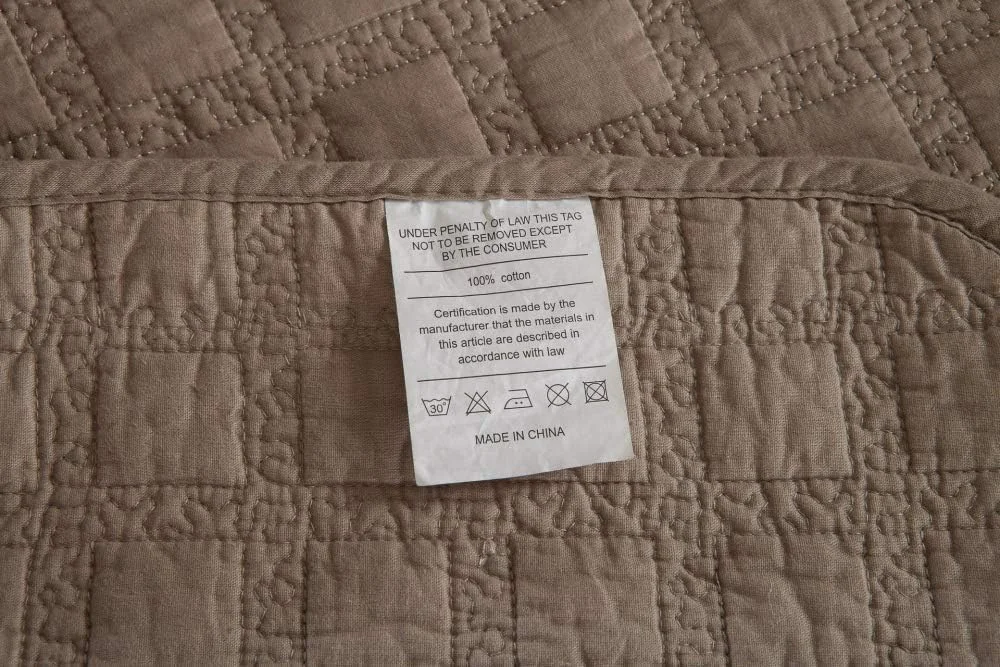 UNDER PENALTY OF LAW THIS TAG
NOT TO BE REMOVED EXCEPT
BY THE CONSUMER
100% cotton
Certification is made by the
manufacturer that the materials in
this article are described in
accordance with law
30°
MADE IN CHINA